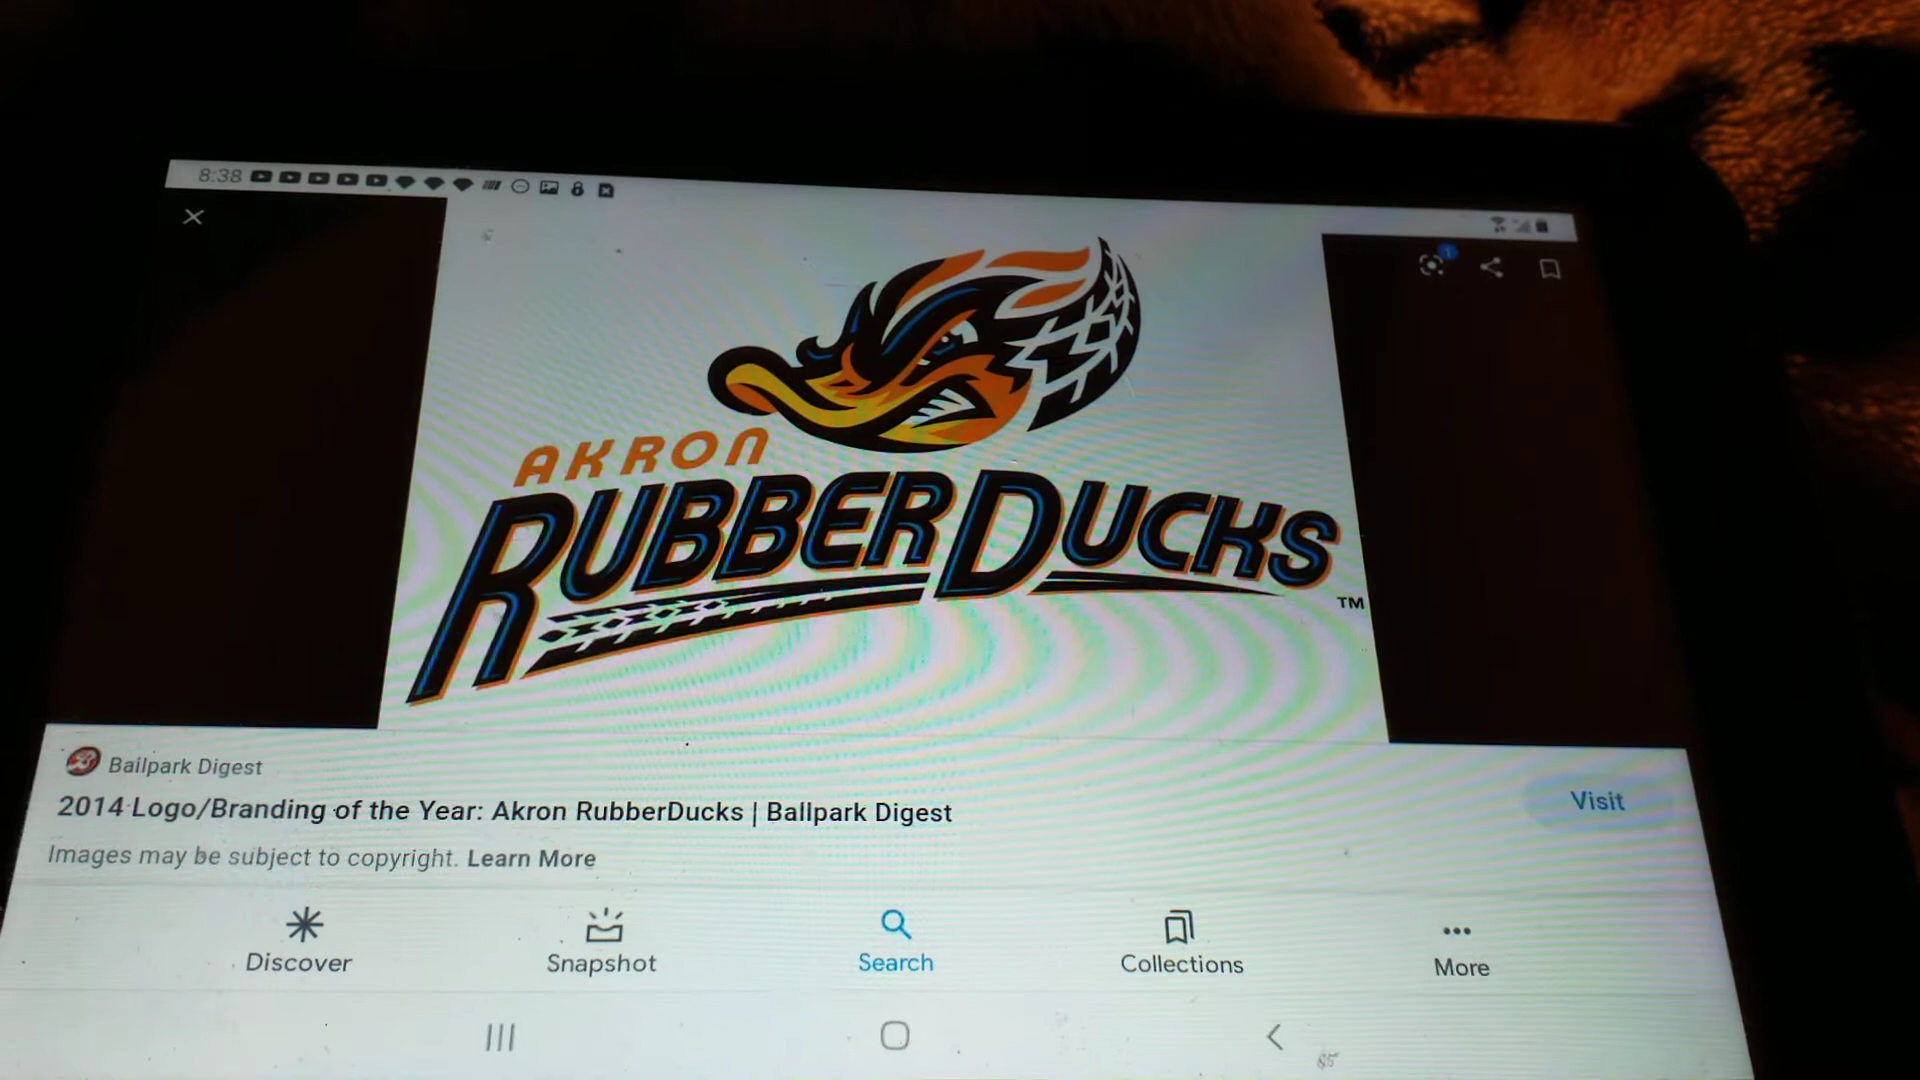 8:38
AKRON
RUBBERDUCKS
TM
Ballpark Digest
2014 Logo/Branding of the Year: Akron RubberDucks | Ballpark Digest
Visit
Images may be subject to copyright. Learn More
Discover
Snapshot
Search
Collections
More